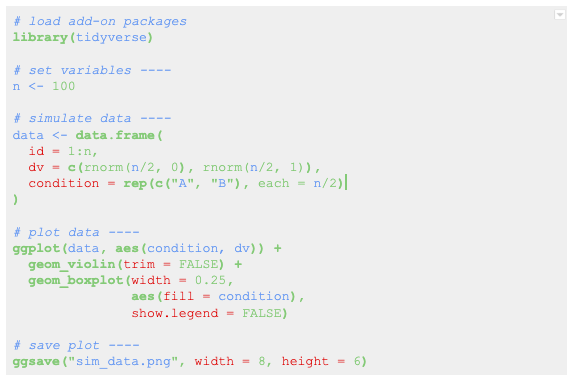 # load add-on packages
library(tidyverse)
# set variables ----
n <- 100
# simulate data ----
data <- data.frame(
  id = 1:n,
  dv = c(rnorm(n/2, 0), rnorm(n/2, 1)),
  condition = rep(c("A", "B"), each = n/2)
)
# plot data ----
ggplot(data, aes(condition, dv)) +
  geom_violin(trim = FALSE) +
  geom_boxplot(width = 0.25,
               aes(fill = condition),
               show.legend = FALSE)
# save plot ----
ggsave("sim_data.png", width = 8, height = 6)